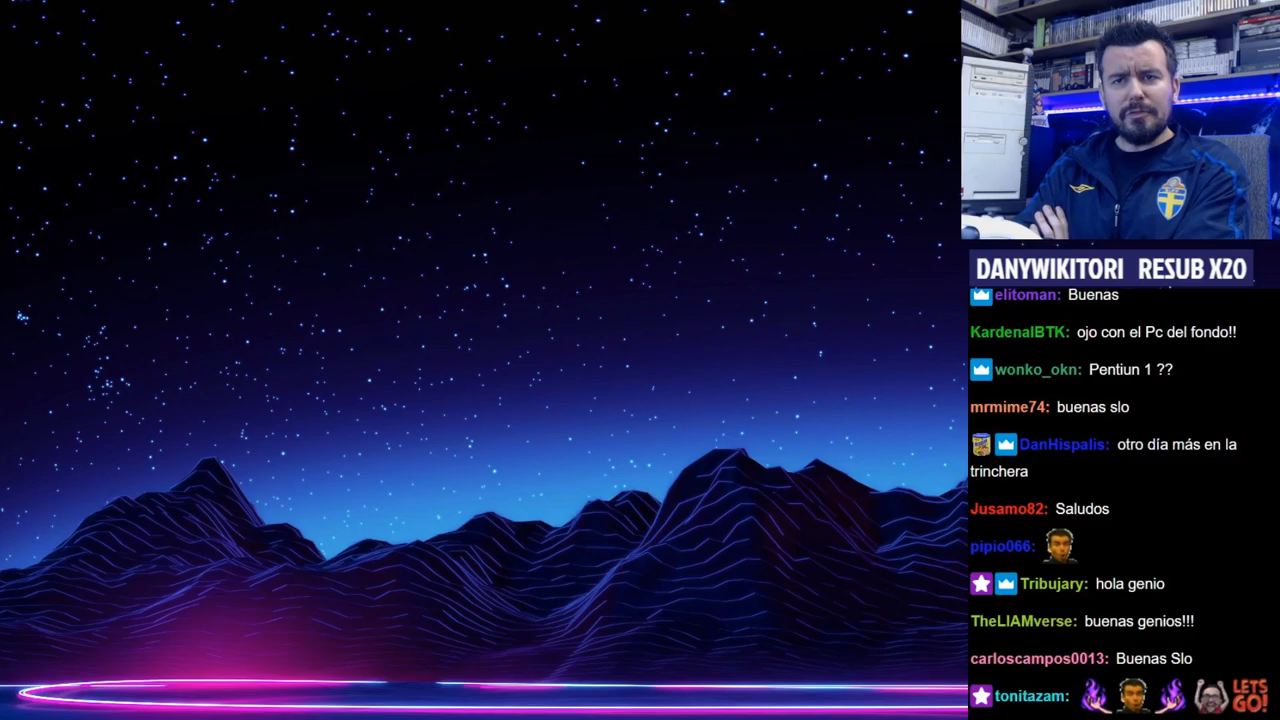 DANYWIKITORI RESUB X20
elitoman: Buenas
KardenalBTK: ojo con el Pc del fondo!!
wonko_okn: Pentiun 1 ??
mrmime74: buenas slo
DanHispalis: otro día más en la
trinchera
Jusamo82: Saludos
pipio066:
Tribujary: hola genio
TheLIAMverse: buenas genios!!!
carloscampos0013: Buenas Slo
tonitazam: LETS
GO!